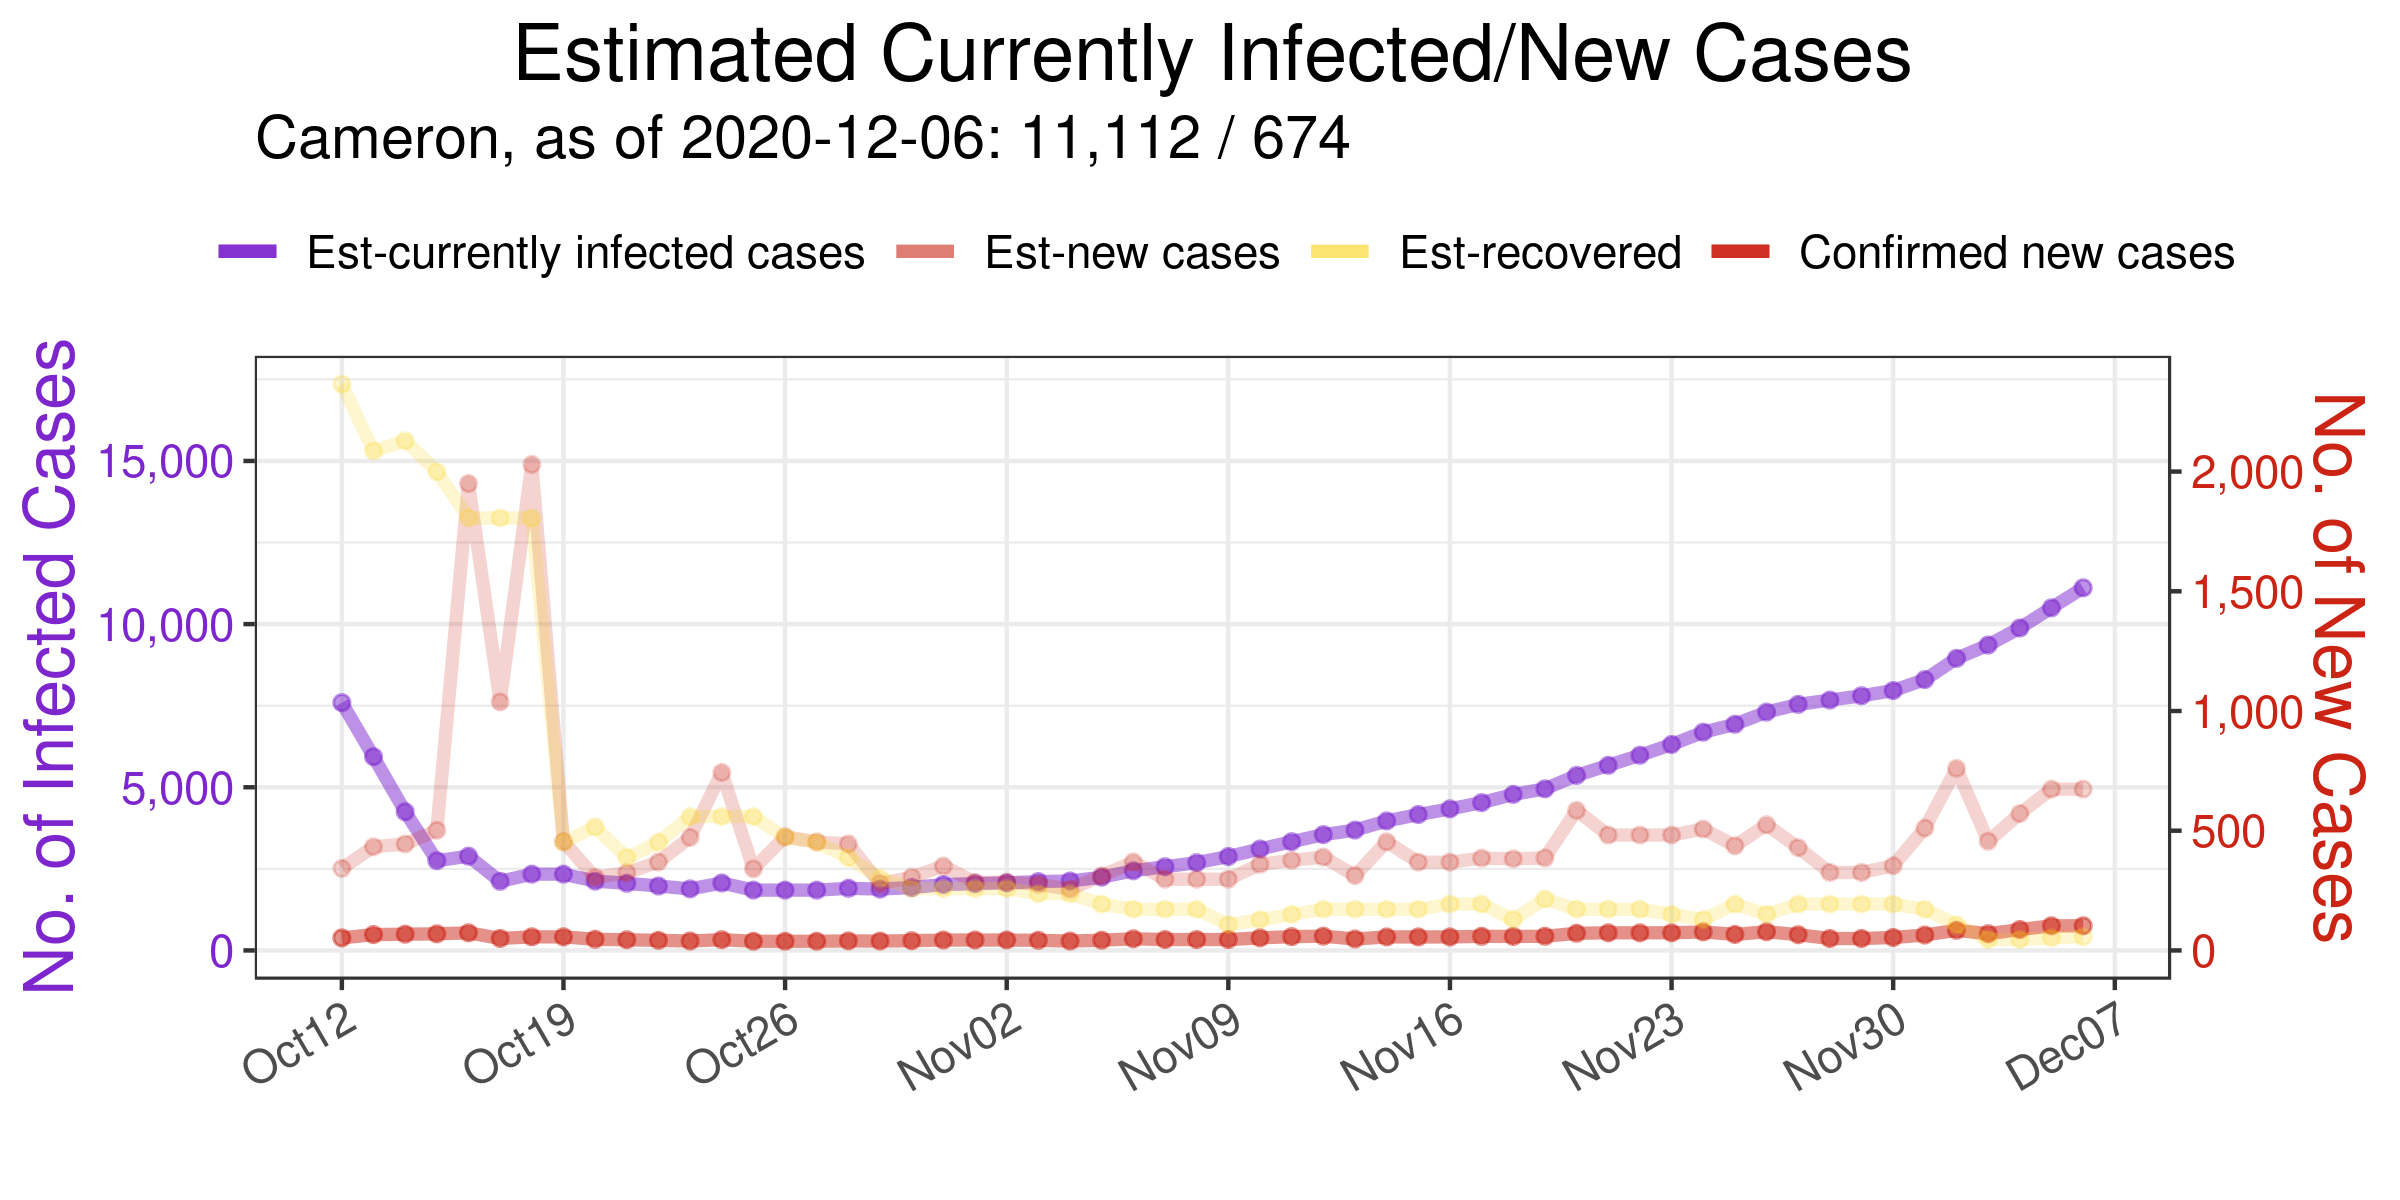 Estimated Currently Infected/New Cases
Cameron, as of 2020-12-06: 11,112 / 674
Est-currently infected cases
Est-new cases
Est-recovered
Confirmed new cases
No. of Infected Cases
15,000
10,000
5,000
0
2,000
1,500
1,000
500
0
No. of New Cases
Oct12
Oct19
Oct26
Nov02
Nov09
Nov16
Nov23
Nov30
Dec07